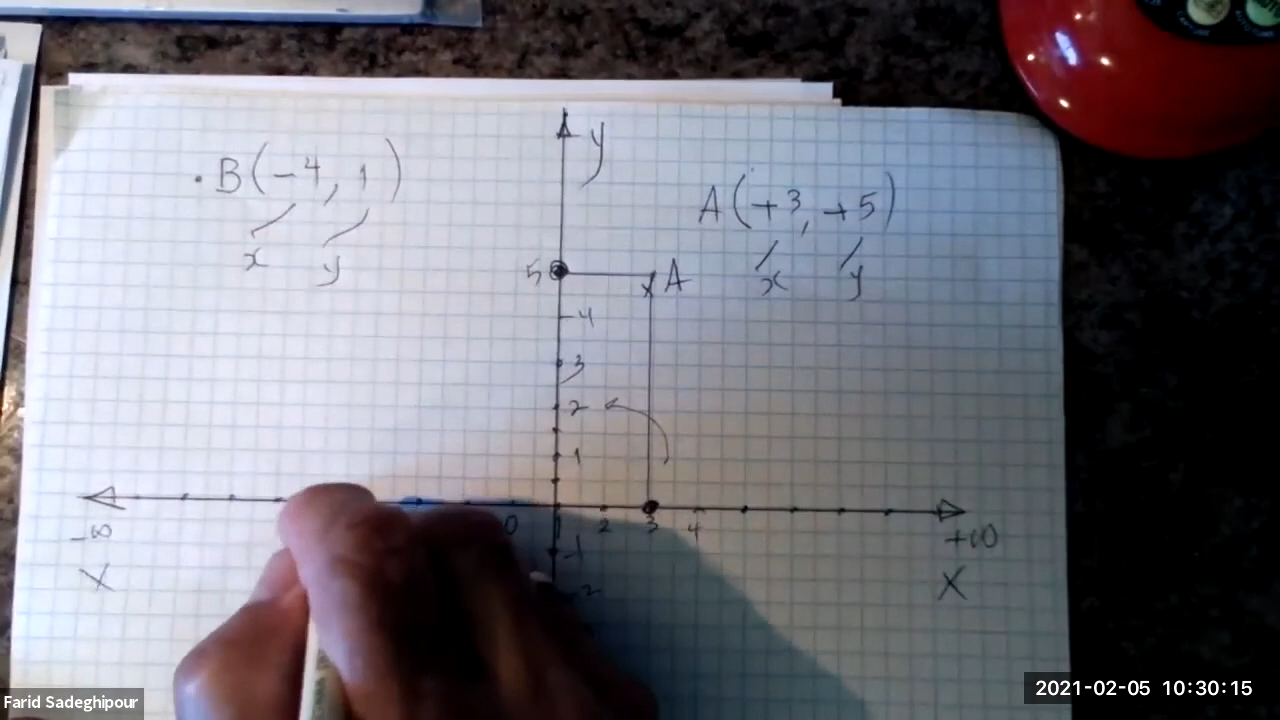 y
B(-4, 1)
A(+3, +5)
x y
x y
5
A
4
3
2
1
0 1 2 3 4
-1
-2
-∞
+∞
X
X
Farid Sadeghipour
2021-02-05 10:30:15